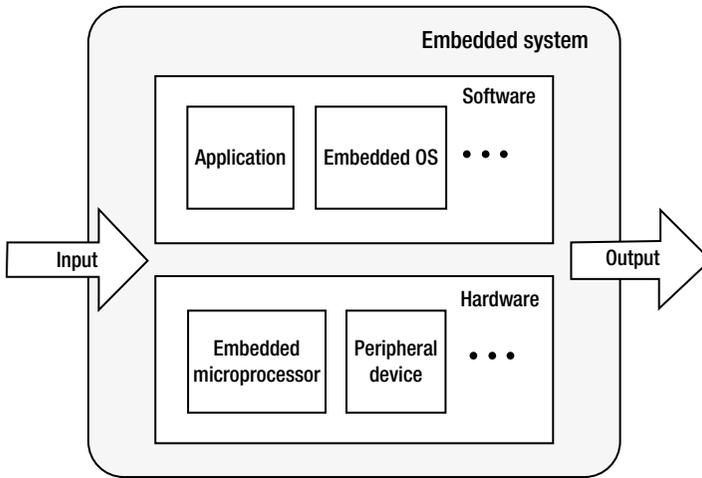 Embedded system
Software
Application
Embedded OS
• • •
Input
Output
Hardware
Embedded
microprocessor
Peripheral
device
• • •